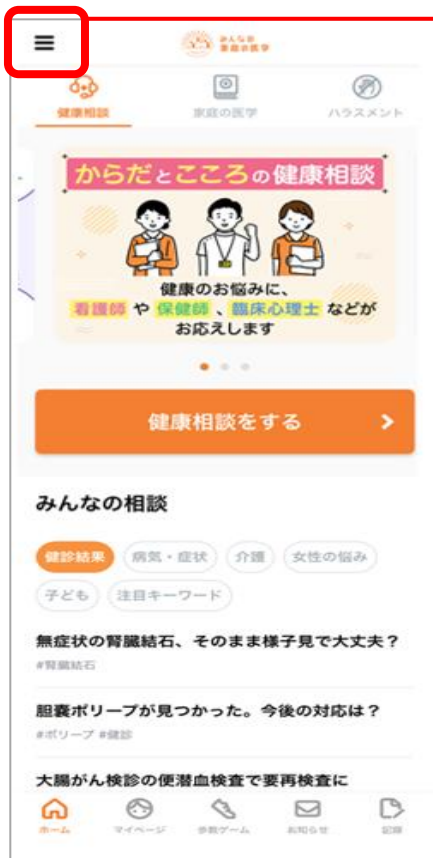 みんなの
家庭の医学
健康相談
家庭の医学
ハラスメント
からだとこころの健康相談
健康のお悩みに、
看護師 や 保健師 、臨床心理士 などが
お応えします
健康相談をする
みんなの相談
健診結果 病気・症状 介護 女性の悩み
子ども 注目キーワード
無症状の腎臓結石、そのまま様子見で大丈夫？
#腎臓結石
胆嚢ポリープが見つかった。今後の対応は？
#ポリープ #健診
大腸がん検診の便潜血検査で要再検査に
ホーム マイページ 歩数ゲーム お知らせ 記録